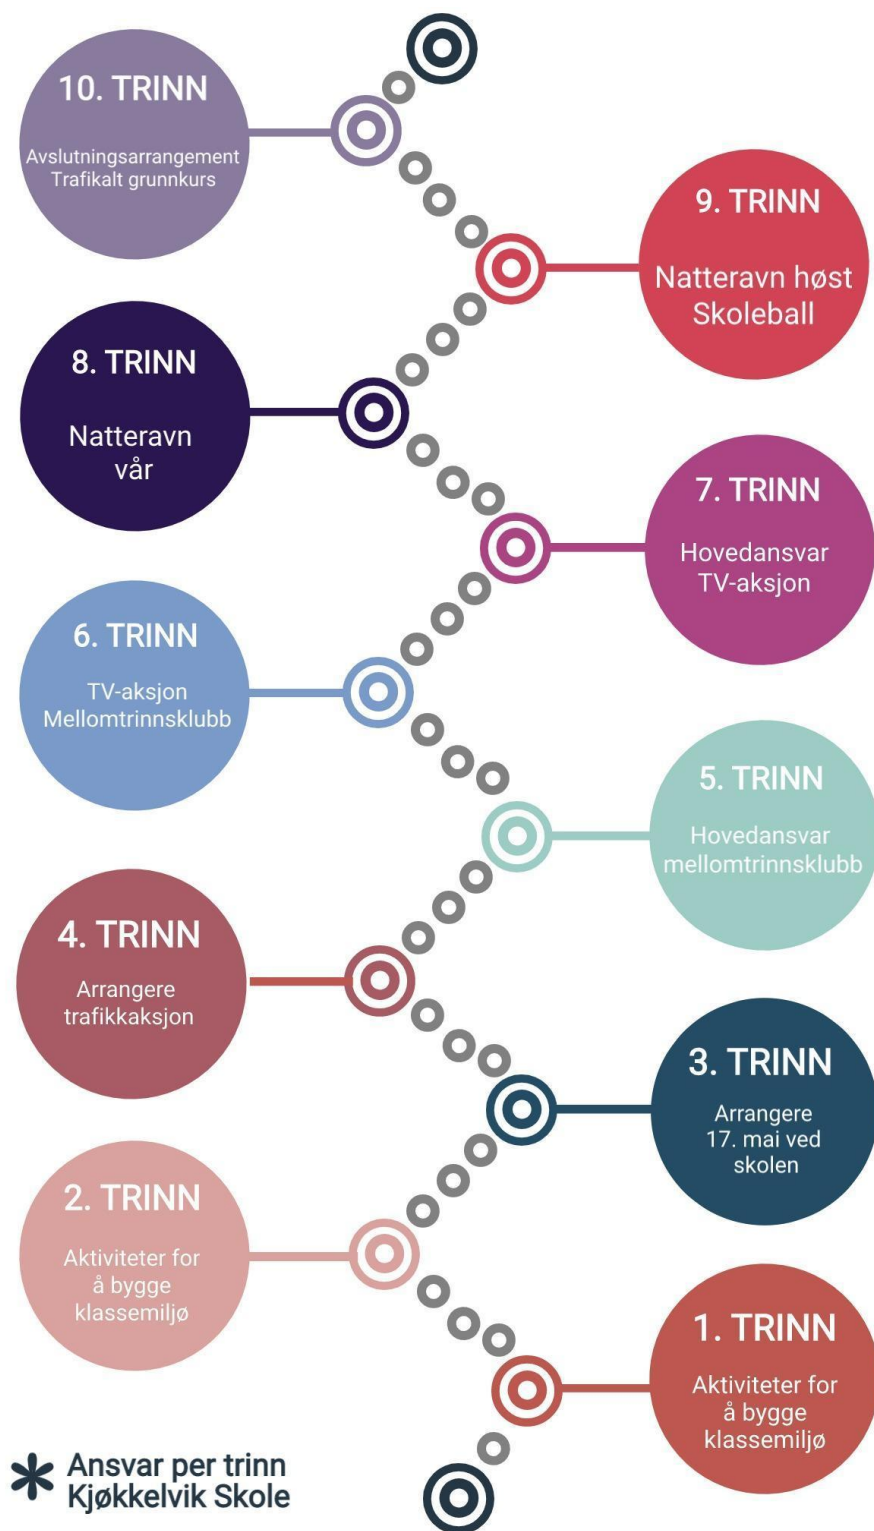 10. TRINN
Avslutningsarrangement
Trafikalt grunnkurs
9. TRINN
Natteravn høst
Skoleball
8. TRINN
Natteravn
vår
7. TRINN
Hovedansvar
TV-aksjon
6. TRINN
TV-aksjon
Mellomtrinnsklubb
5. TRINN
Hovedansvar
mellomtrinnsklubb
4. TRINN
Arrangere
trafikkaksjon
3. TRINN
Arrangere
17. mai ved
skolen
2. TRINN
Aktiviteter for
å bygge
klassemiljø
1. TRINN
Aktiviteter for
å bygge
klassemiljø
Ansvar per trinn
Kjøkkelvik Skole